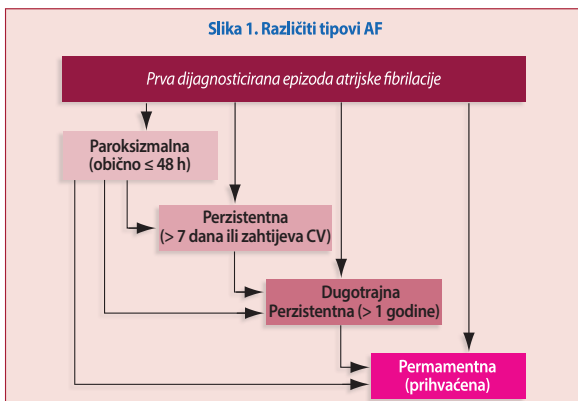 Slika 1. Različiti tipovi AF
Prva dijagnosticirana epizoda atrijske fibrilacije
Paroksizmalna
(obično ≤ 48 h)
Perzistentna
(> 7 dana ili zahtijeva CV)
Dugotrajna
Perzistentna (> 1 godine)
Permamentna
(prihvaćena)